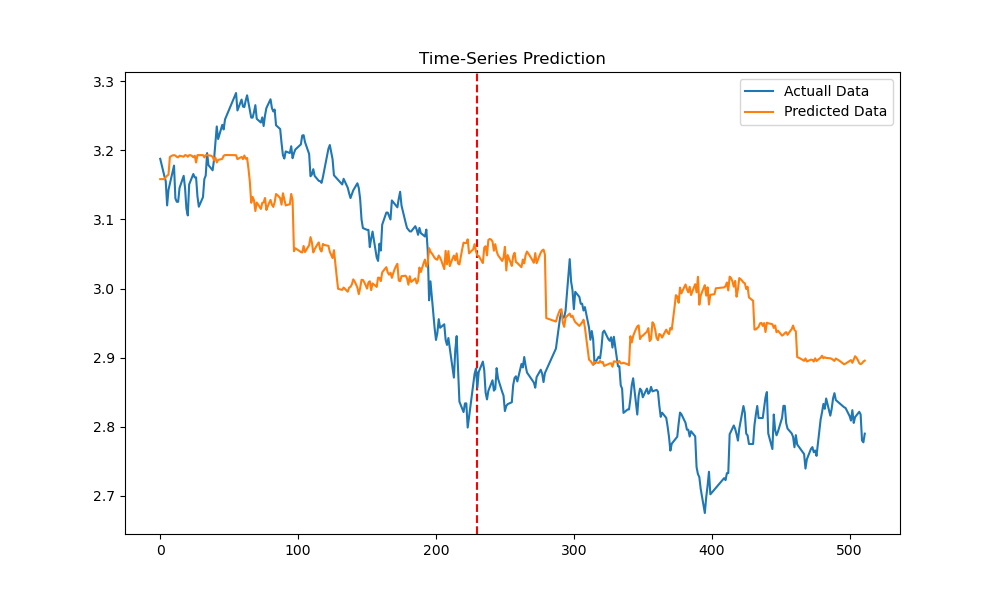 Time-Series Prediction
Actuall Data
Predicted Data
3.3
3.2
3.1
3.0
2.9
2.8
2.7
0 100 200 300 400 500